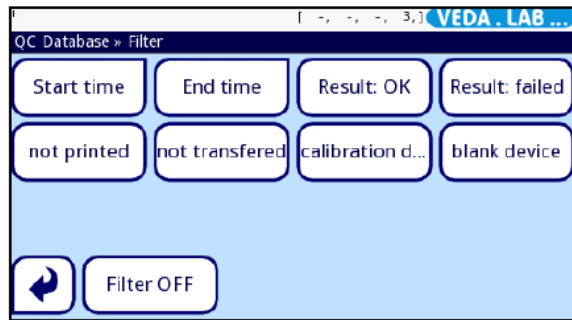 [ -, -, -, 3,] VEDA . LAB ...
QC Database » Filter
Start time End time Result: OK Result: failed
not printed not transfered calibration d... blank device
Filter OFF